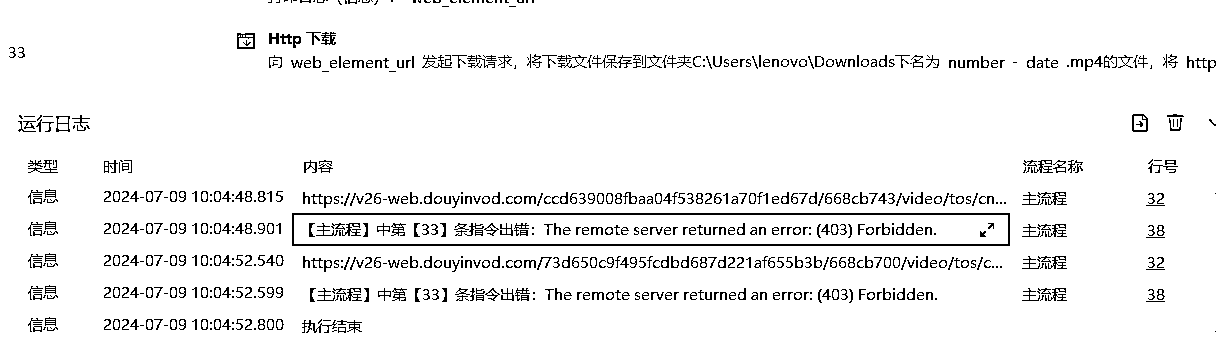 打印日志（信息）： web_element_url
33
Http 下载
向 web_element_url 发起下载请求，将下载文件保存到文件夹C:\Users\lenovo\Downloads下名为 number - date .mp4的文件，将 http
运行日志
类型 时间 内容 流程名称 行号
信息 2024-07-09 10:04:48.815 https://v26-web.douyinvod.com/ccd639008fbaa04f538261a70f1ed67d/668cb743/video/tos/cn... 主流程 32
信息 2024-07-09 10:04:48.901 【主流程】中第【33】条指令出错：The remote server returned an error: (403) Forbidden. 主流程 38
信息 2024-07-09 10:04:52.540 https://v26-web.douyinvod.com/73d650c9f495fcdbd687d221af655b3b/668cb700/video/tos/c... 主流程 32
信息 2024-07-09 10:04:52.599 【主流程】中第【33】条指令出错：The remote server returned an error: (403) Forbidden. 主流程 38
信息 2024-07-09 10:04:52.800 执行结束